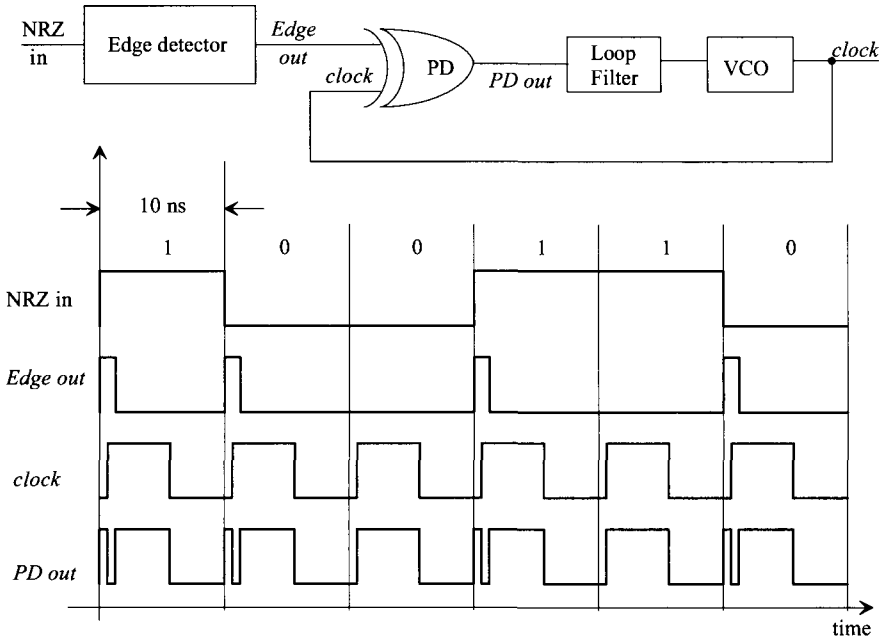 NRZ
in
Edge detector
Edge
out
clock
PD
PD out
Loop
Filter
VCO
clock
10 ns
1 0 0 1 1 0
NRZ in
Edge out
clock
PD out
time